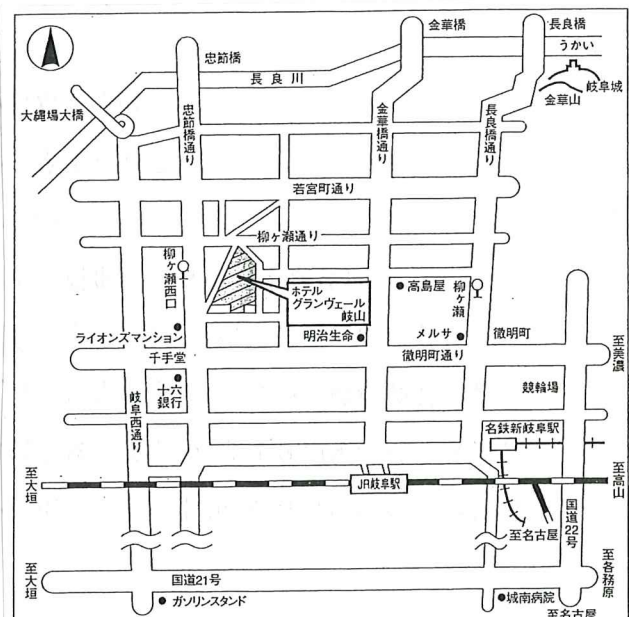 忠節橋
金華橋
長良橋
うかい
長良川
岐阜城
金華山
大縄場大橋
忠節橋通り
金華橋通り
長良橋通り
若宮町通り
柳ヶ瀬通り
柳ヶ瀬西口
ホテル
グランヴェール
岐山
高島屋
柳ヶ瀬
ライオンズマンション
明治生命
メルサ
徹明町
至美濃
千手堂
徹明町通り
十六
銀行
競輪場
岐阜西通り
名鉄新岐阜駅
至大垣
JR岐阜駅
至高山
至名古屋
国道22号
至大垣
国道21号
至各務原
ガソリンスタンド
城南病院
至名古屋